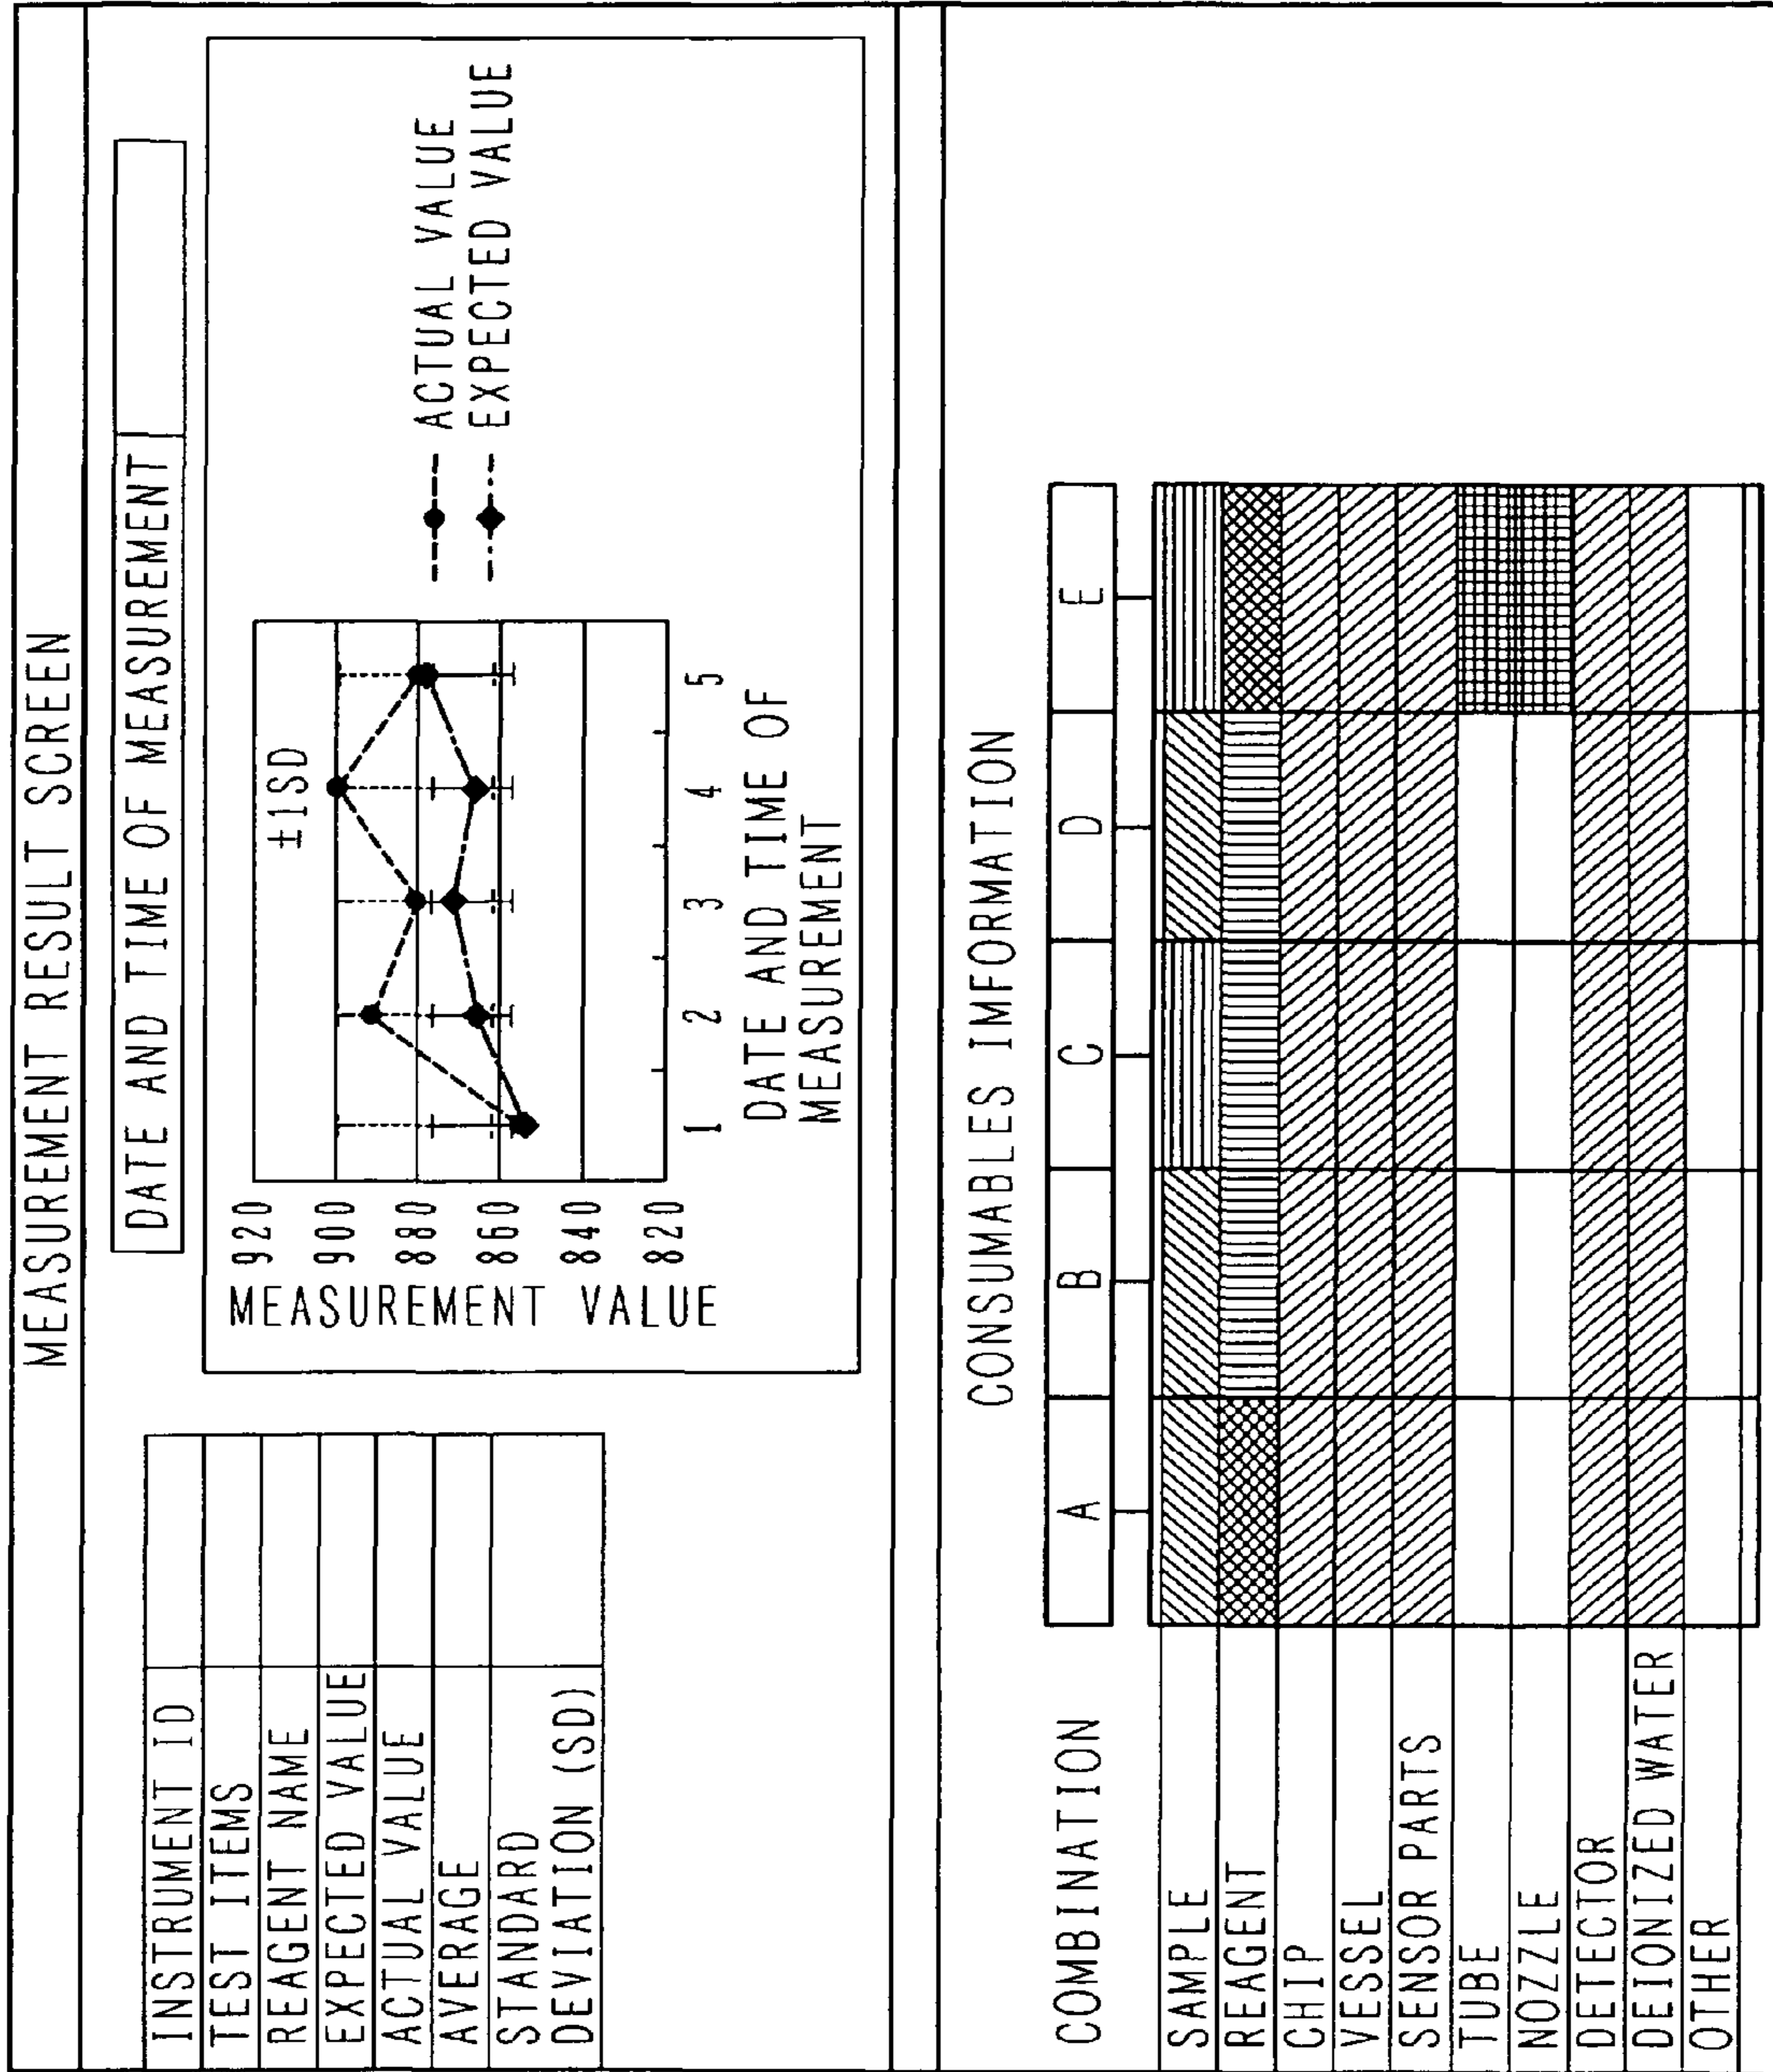 MEASUREMENT RESULT SCREEN
INSTRUMENT ID
TEST ITEMS
REAGENT NAME
EXPECTED VALUE
ACTUAL VALUE
AVERAGE
STANDARD
DEVIATION (SD)
DATE AND TIME OF MEASUREMENT
MEASUREMENT VALUE
920
900
880
860
840
820
±1SD
1 2 3 4 5
DATE AND TIME OF
MEASUREMENT
ACTUAL VALUE
EXPECTED VALUE
CONSUMABLES IMFORMATION
COMBINATION A B C D E
SAMPLE
REAGENT
CHIP
VESSEL
SENSOR PARTS
TUBE
NOZZLE
DETECTOR
DEIONIZED WATER
OTHER